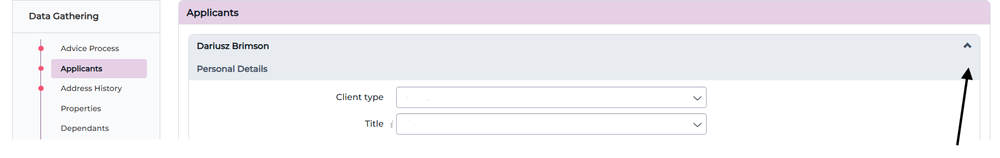 Data Gathering
Advice Process
Applicants
Address History
Properties
Dependants
Applicants
Dariusz Brimson
Personal Details
Client type
Title i